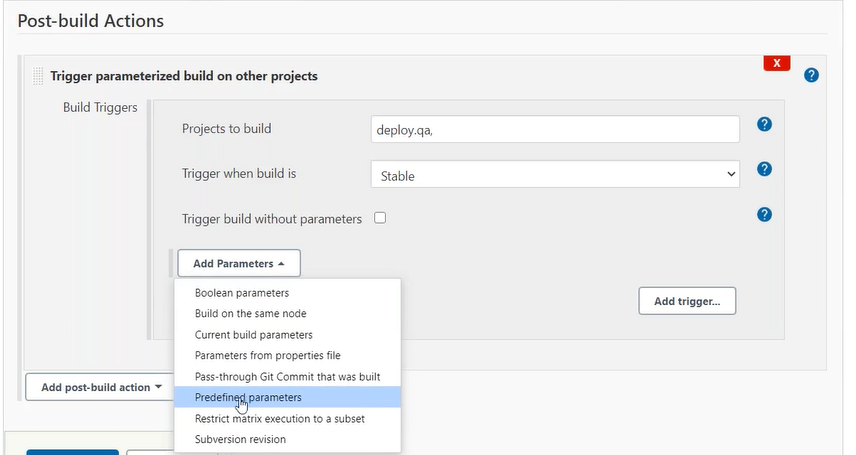 Post-build Actions
X
Trigger parameterized build on other projects
?
Build Triggers
Projects to build
deploy.qa,
?
Trigger when build is
Stable
?
Trigger build without parameters
?
Add Parameters
Boolean parameters
Build on the same node
Add trigger...
Current build parameters
Parameters from properties file
Pass-through Git Commit that was built
Add post-build action
Predefined parameters
Restrict matrix execution to a subset
Subversion revision